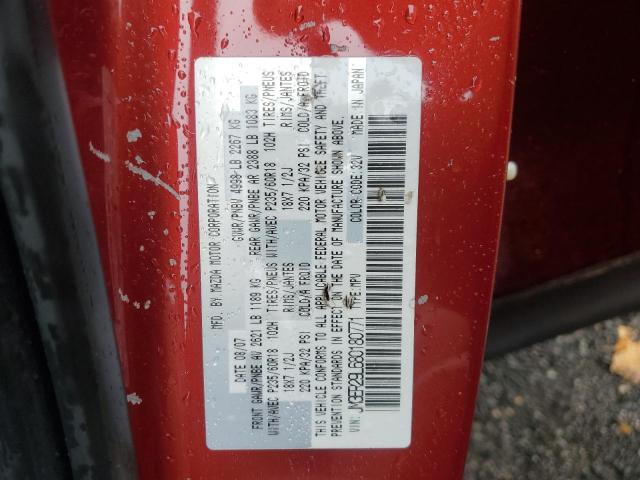 MFD. BY MAZDA MOTOR CORPORATION
DATE 08/07 GVWR/PNBV 4998 LB 2267 KG
FRONT GAWR/PNBE AV 2621 LB 1189 KG REAR GAWR/PNBE AR 2388 LB 1083 KG
WITH/AVEC P235/60R18 102H TIRES/PNEUS WITH/AVEC P235/60R18 102H TIRES/PNEUS
18X7 1/2J RIMS/JANTES 18X7 1/2J RIMS/JANTES
220 KPA/32 PSI COLD/A FROID 220 KPA/32 PSI COLD/A FROID
THIS VEHICLE CONFORMS TO ALL APPLICABLE FEDERAL MOTOR VEHICLE SAFETY AND THEFT
PREVENTION STANDARDS IN EFFECT ON THE DATE OF MANUFACTURE SHOWN ABOVE.
VIN: JM3ER29L680180771 TYPE: MPV COLOR CODE: 32V MADE IN JAPAN